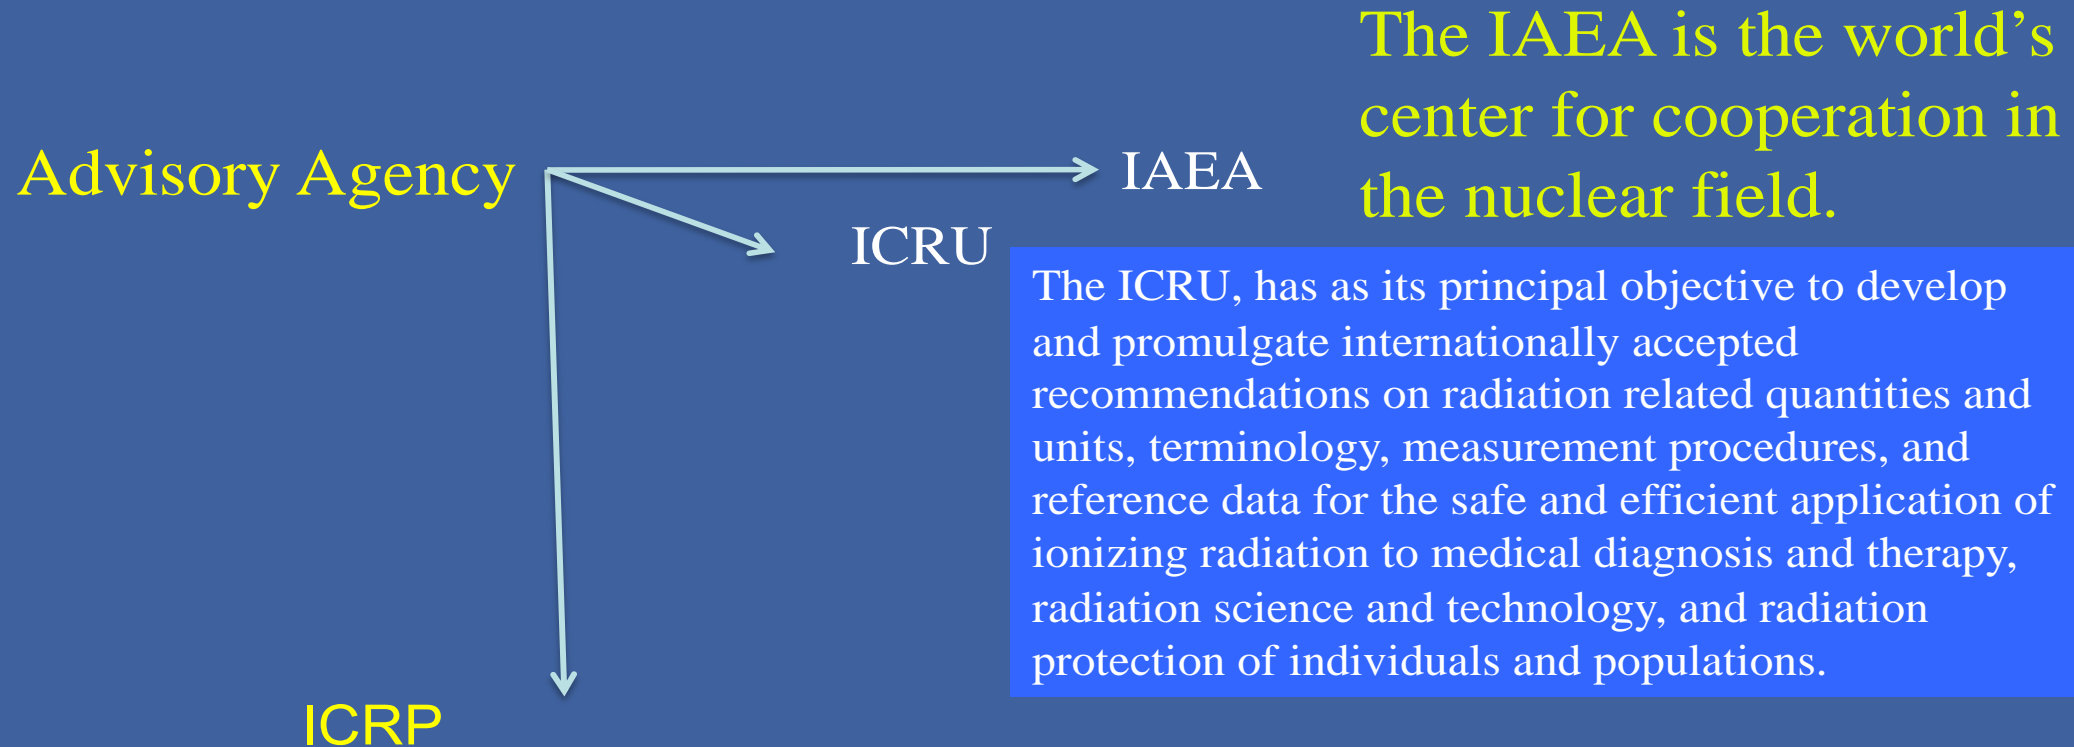 The IAEA is the world’s
center for cooperation in
the nuclear field.
Advisory Agency
IAEA
ICRU
The ICRU, has as its principal objective to develop
and promulgate internationally accepted
recommendations on radiation related quantities and
units, terminology, measurement procedures, and
reference data for the safe and efficient application of
ionizing radiation to medical diagnosis and therapy,
radiation science and technology, and radiation
protection of individuals and populations.
ICRP